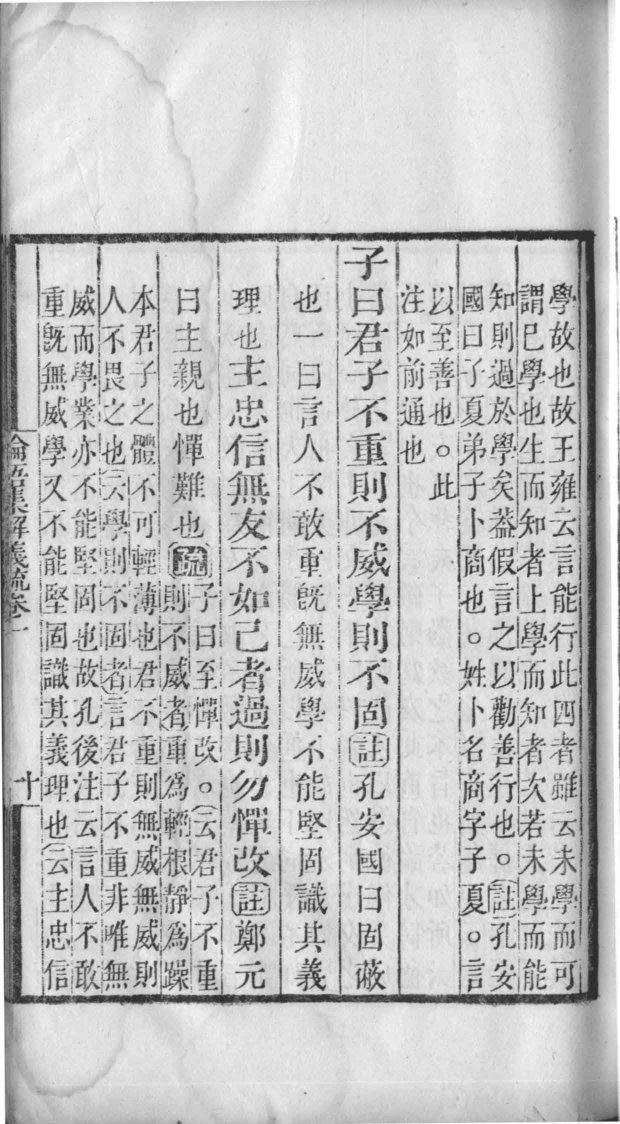 學故也故王雍云言能行此四者雖云未學而可
謂已學也生而知者上學而知者次若未學而能
知則過於學矣葢假言之以勸善行也。註孔安
國曰子夏弟子卜商也。姓卜名商字子夏。言
以至善也。此
注如前通也
子曰君子不重則不威學則不固註孔安國曰固蔽
也一曰言人不敢重旣無威學不能堅固識其義
理也主忠信無友不如己者過則勿憚改註鄭元
曰主親也憚難也疏子曰至憚改。云君子不重
則不威者重爲輕根靜爲躁
本君子之體不可輕薄也君不重則無威無威則
人不畏之也云學則不固者言君子不重非唯無
威而學業亦不能堅固也故孔後注云言人不敢
重旣無威學又不能堅固識其義理也云主忠信
論語集解義疏卷一 十